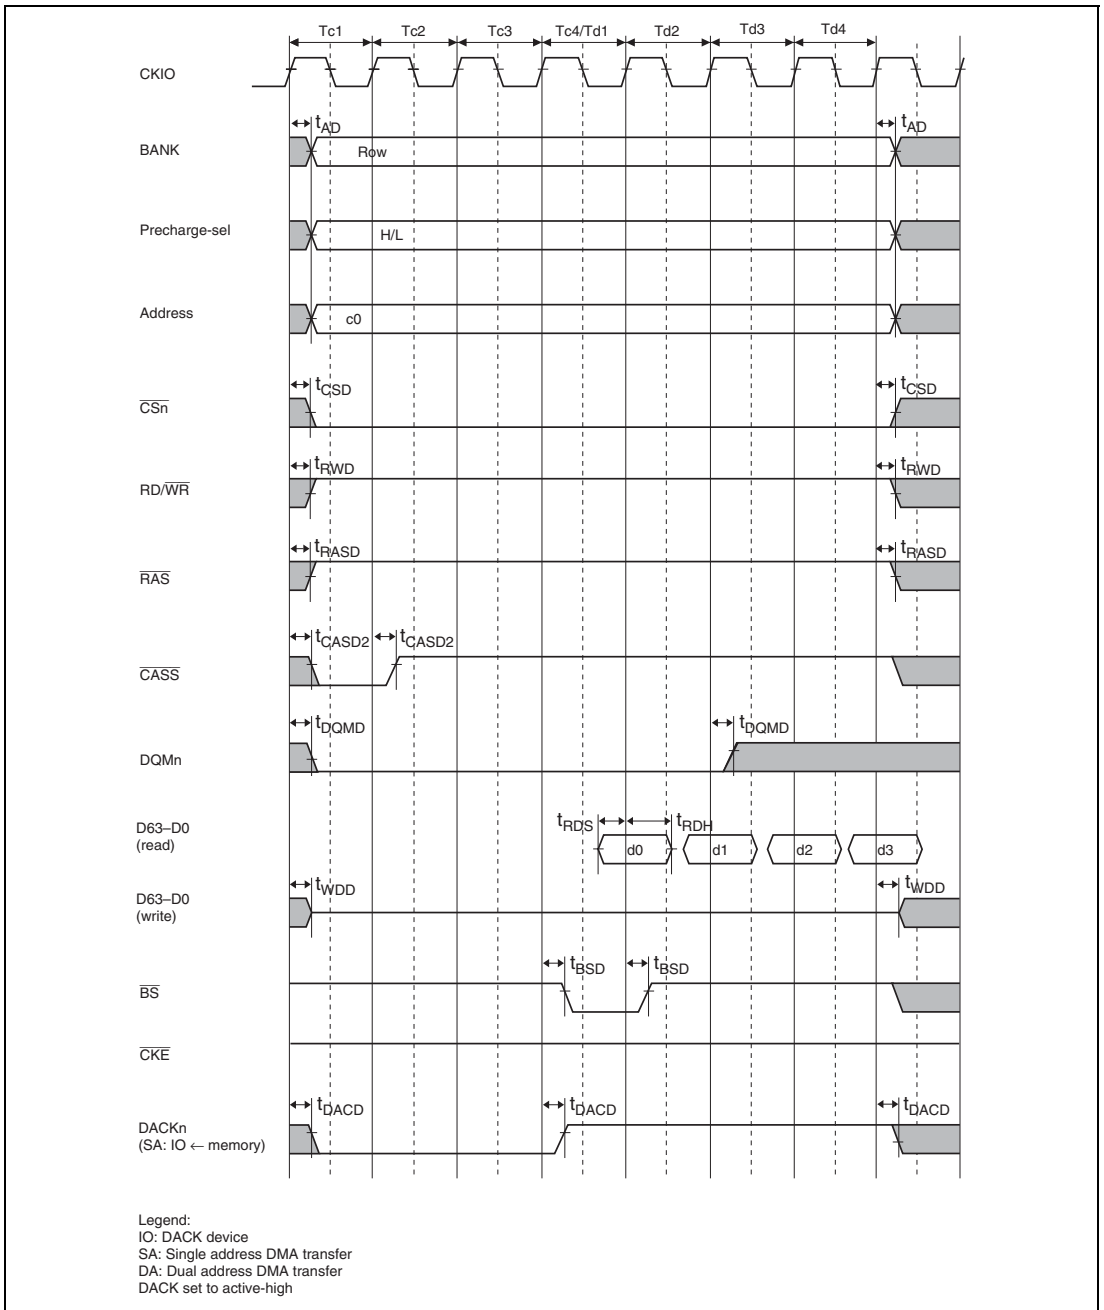 Tc1 Tc2 Tc3 Tc4/Td1 Td2 Td3 Td4
CKIO
tAD tAD
BANK Row
Precharge-sel H/L
Address c0
tCSD tCSD
CSn
tRWD tRWD
RD/WR
tRASD tRASD
RAS
tCASD2 tCASD2
CASS
tDQMD tDQMD
DQMn
tRDS tRDH
D63–D0
(read)
d0 d1 d2 d3
tWDD tWDD
D63–D0
(write)
tBSD tBSD
BS
CKE
tDACD tDACD tDACD
DACKn
(SA: IO ← memory)
Legend:
IO: DACK device
SA: Single address DMA transfer
DA: Dual address DMA transfer
DACK set to active-high